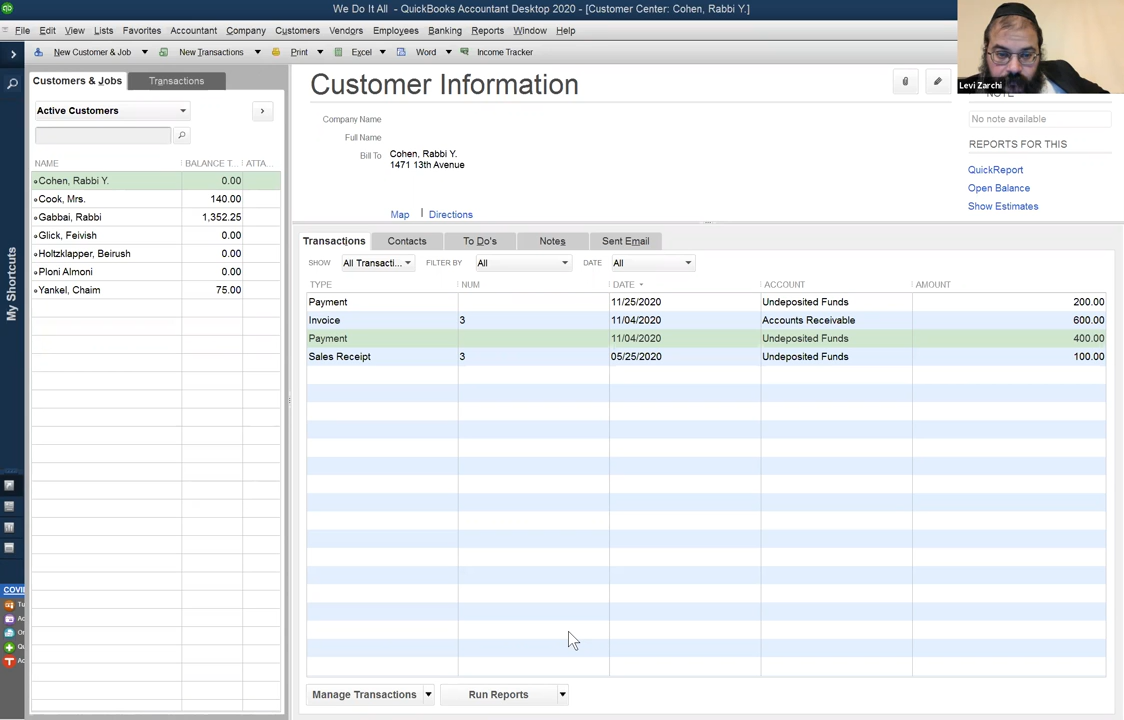 We Do It All - QuickBooks Accountant Desktop 2020 - [Customer Center: Cohen, Rabbi Y.]
File Edit View Lists Favorites Accountant Company Customers Vendors Employees Banking Reports Window Help
New Customer & Job New Transactions Print Excel Word Income Tracker
Levi Zarchi
My Shortcuts
COVI
Customers & Jobs Transactions
Active Customers
NAME BALANCE T... ATTA...
Cohen, Rabbi Y. 0.00
Cook, Mrs. 140.00
Gabbai, Rabbi 1,352.25
Glick, Feivish 0.00
Holtzklapper, Beirush 0.00
Ploni Almoni 0.00
Yankel, Chaim 75.00
Customer Information
Company Name
Full Name
Bill To Cohen, Rabbi Y.
1471 13th Avenue
Map Directions
NOTE
No note available
REPORTS FOR THIS
QuickReport
Open Balance
Show Estimates
Transactions Contacts To Do's Notes Sent Email
SHOW All Transacti... FILTER BY All DATE All
TYPE NUM DATE ACCOUNT AMOUNT
Payment 11/25/2020 Undeposited Funds 200.00
Invoice 3 11/04/2020 Accounts Receivable 600.00
Payment 11/04/2020 Undeposited Funds 400.00
Sales Receipt 3 05/25/2020 Undeposited Funds 100.00
Manage Transactions Run Reports